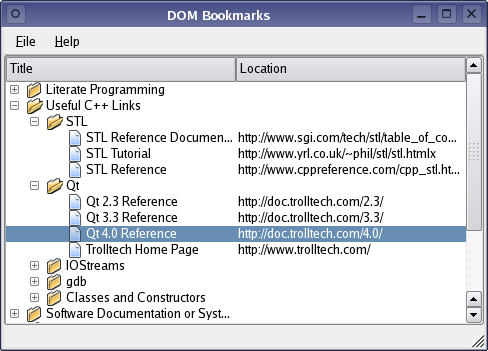 DOM Bookmarks
File Help
Title Location
Literate Programming
Useful C++ Links
STL
STL Reference Documen... http://www.sgi.com/tech/stl/table_of_co...
STL Tutorial http://www.yrl.co.uk/~phil/stl/stl.htmlx
STL Reference http://www.cppreference.com/cpp_stl.ht...
Qt
Qt 2.3 Reference http://doc.trolltech.com/2.3/
Qt 3.3 Reference http://doc.trolltech.com/3.3/
Qt 4.0 Reference http://doc.trolltech.com/4.0/
Trolltech Home Page http://www.trolltech.com/
IOStreams
gdb
Classes and Constructors
Software Documentation or Syst...